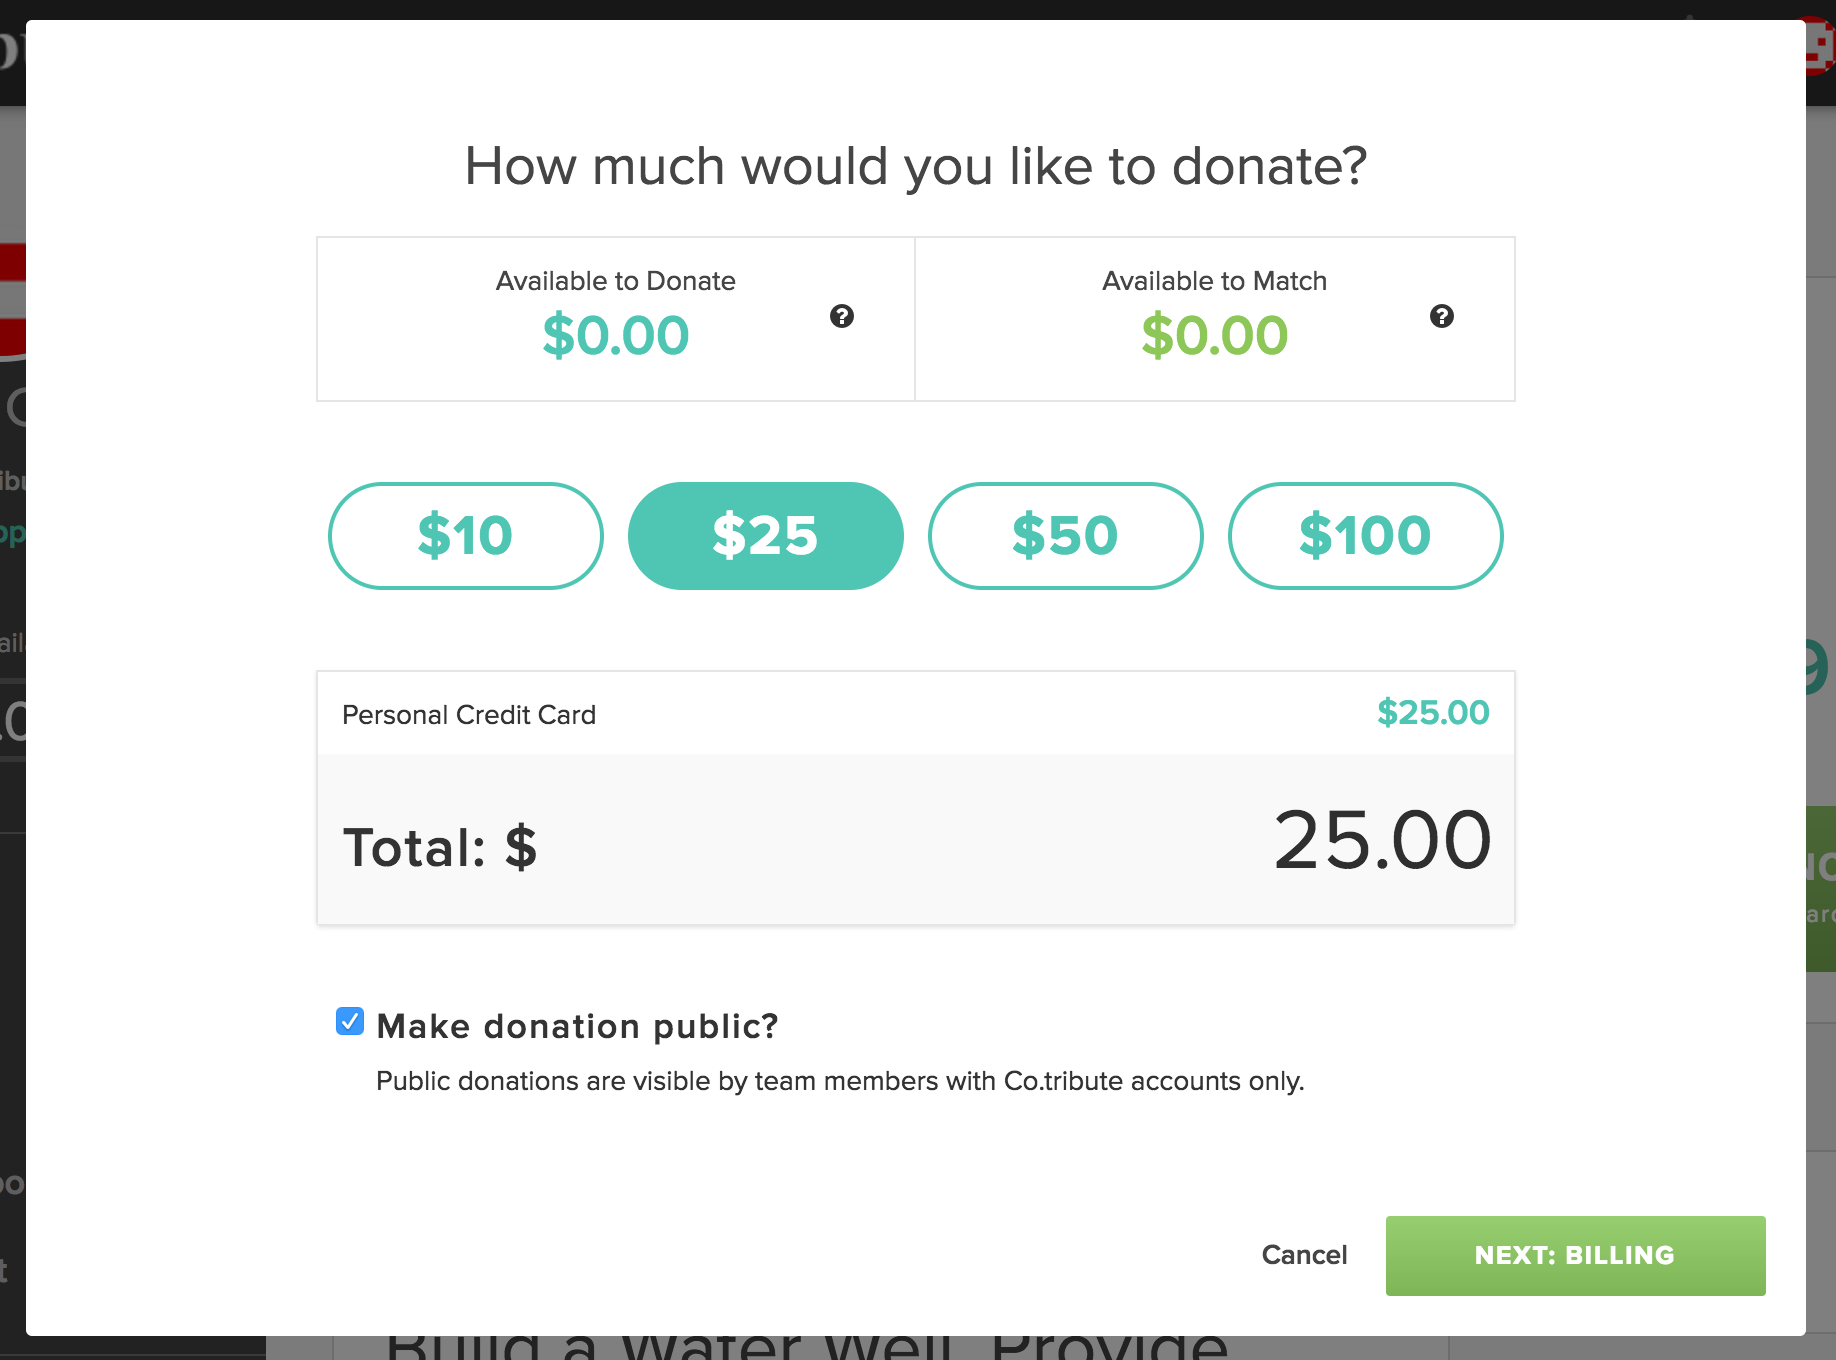 How much would you like to donate?
Available to Donate
$0.00
Available to Match
$0.00
$10
$25
$50
$100
Personal Credit Card
$25.00
Total: $
25.00
Make donation public?
Public donations are visible by team members with Co.tribute accounts only.
Cancel
NEXT: BILLING
Build a Water Well, Provide